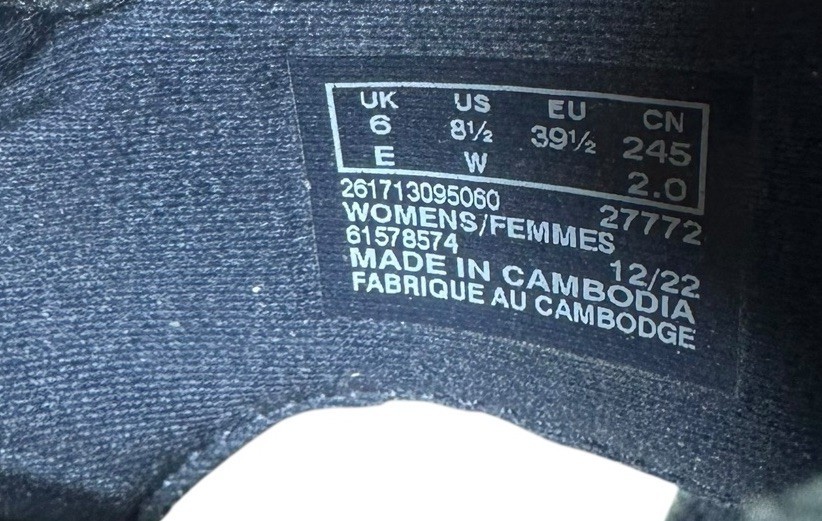 UK US EU CN
6 8½ 39½ 245
E W 2.0
261713095060 27772
WOMENS/FEMMES
61578574 12/22
MADE IN CAMBODIA
FABRIQUE AU CAMBODGE